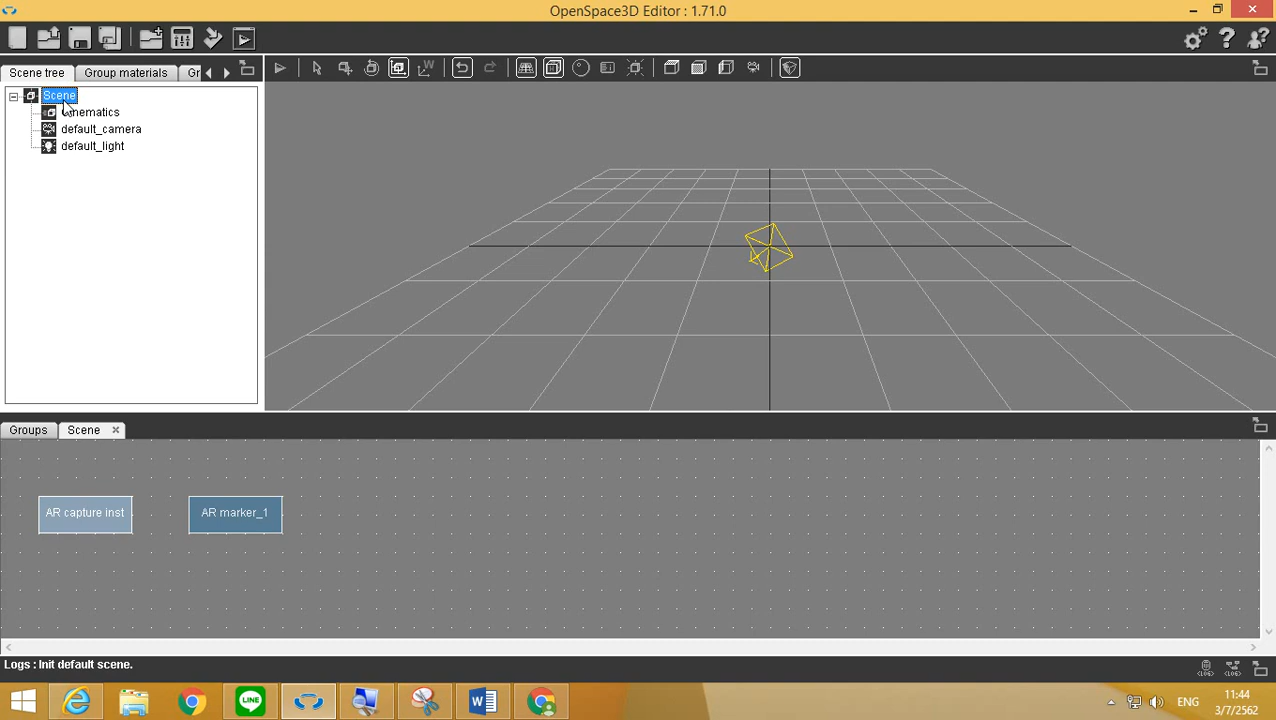 OpenSpace3D Editor : 1.71.0
Scene tree
Group materials
Gr
Scene
default_camera
default_light
Groups
Scene
AR capture inst
AR marker_1
Logs : Init default scene.
LINE
ENG
11:44
3/7/2562